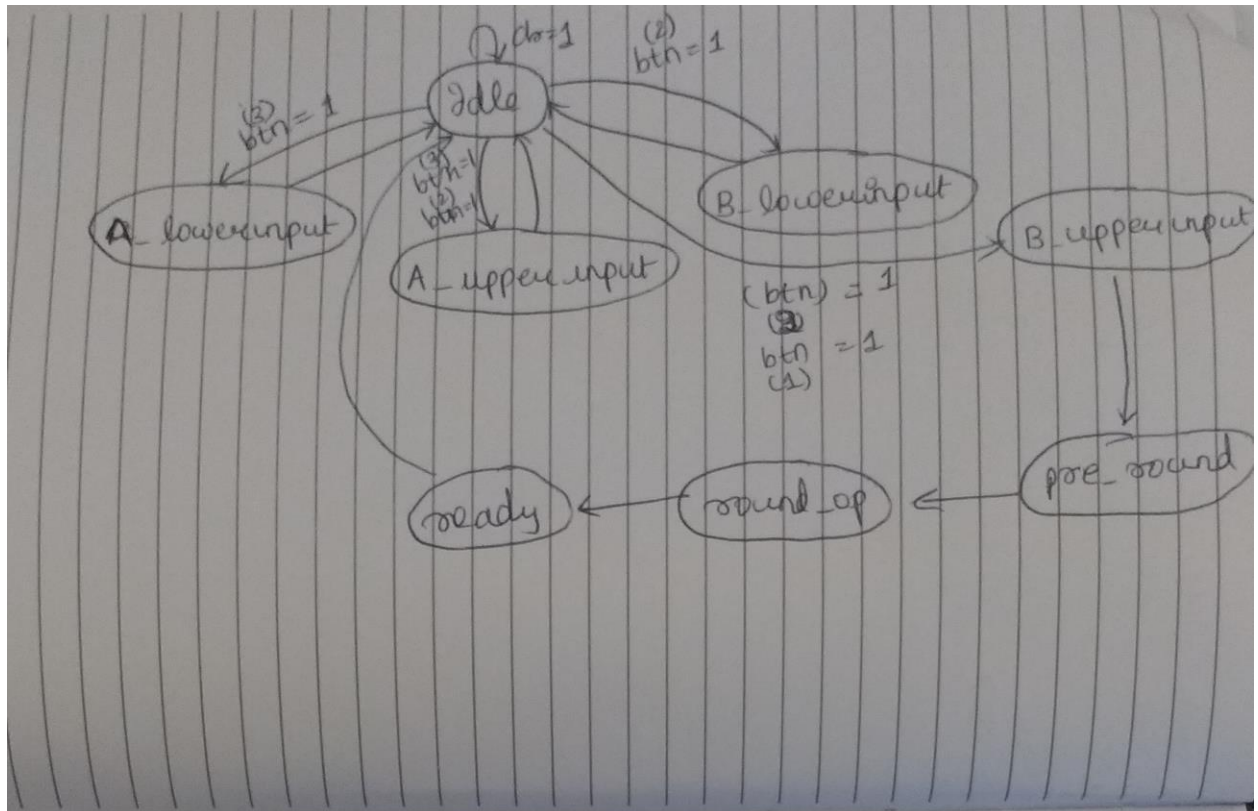 clr=1
(2)
btn = 1
Idle
(3)
btn = 1
(3)
btn=1
(2)
btn=1
A_lowerinput
B_lowerinput
B_upperinput
A_upper_input
(btn) = 1
btn = 1
(1)
pre_round
round_op
ready